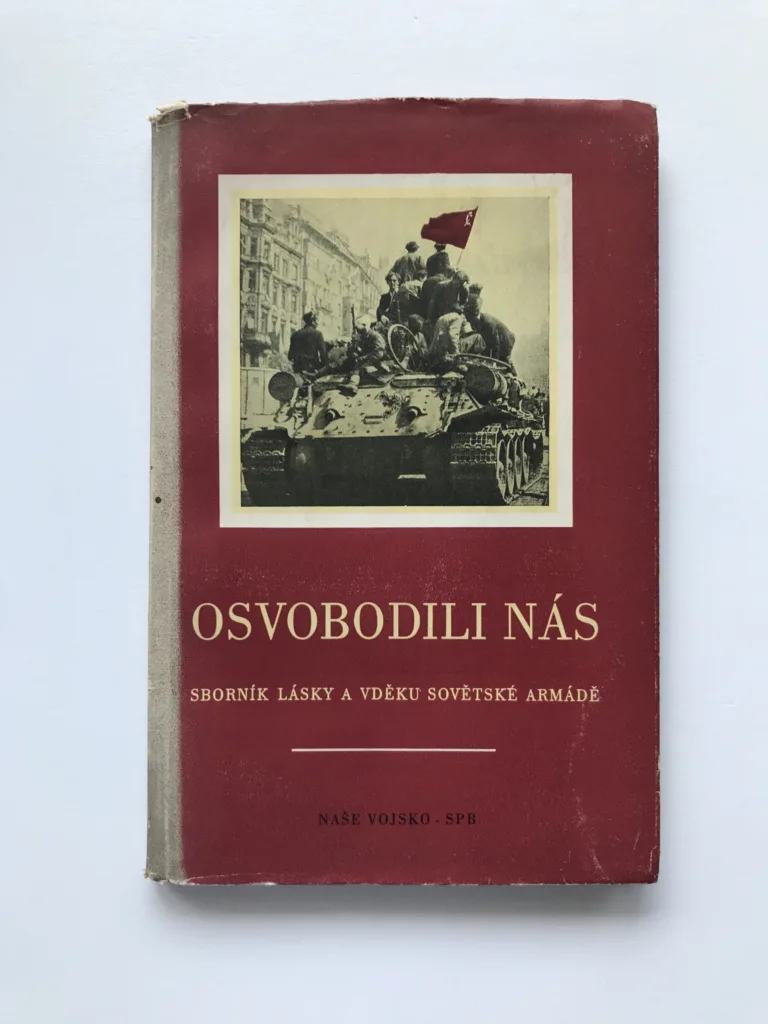 OSVOBODILI NÁS
SBORNÍK LÁSKY A VDĚKU SOVĚTSKÉ ARMÁDĚ
NAŠE VOJSKO - SPB